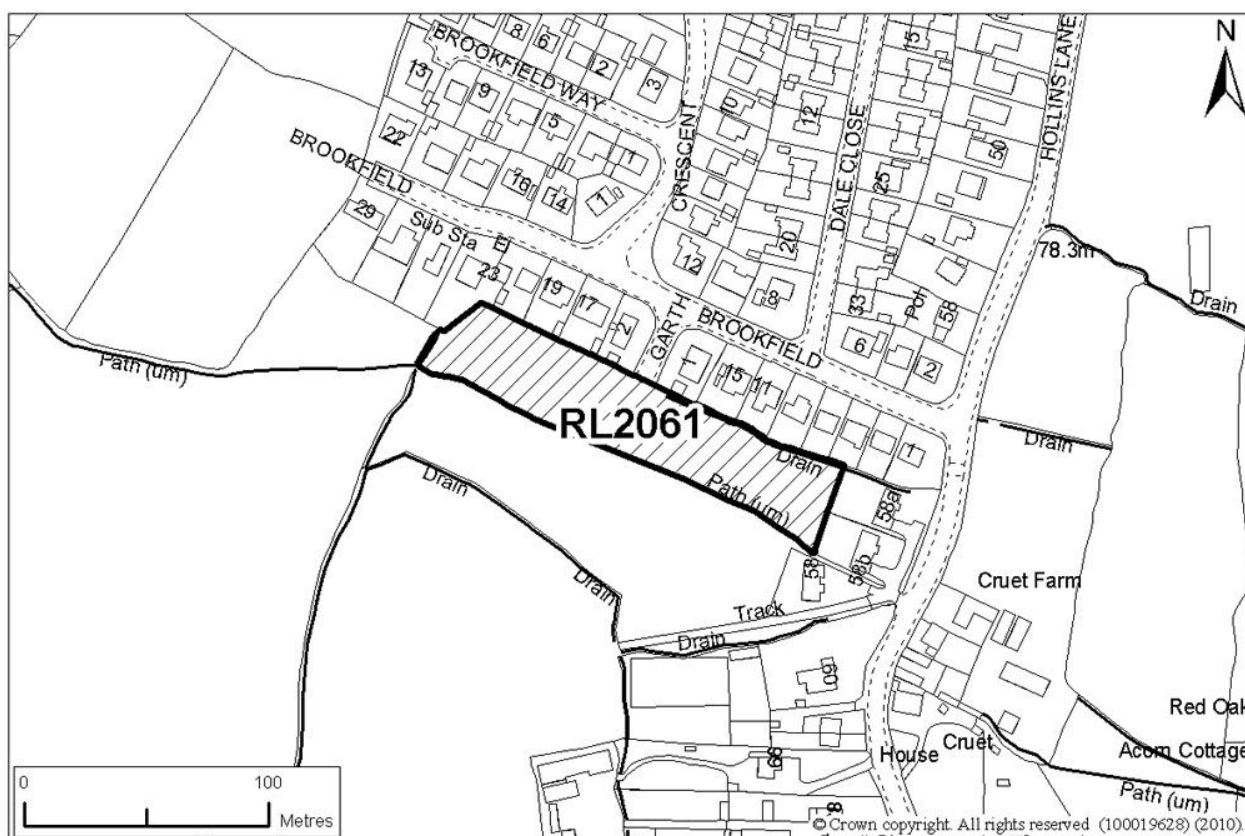 N
BROOKFIELD WAY
8
6
2
3
13
9
5
1
22
BROOKFIELD
16
14
1
29
Sub Sta
El
23
19
17
2
CRESCENT
10
12
15
DALE CLOSE
25
20
12
8
33
50
HOLLINS LANE
78.3m
Drain
58
6
2
GARTH
BROOKFIELD
1
15
11
1
Path (um)
RL2061
Drain
Drain
Path (um)
Drain
58a
58b
58
Cruet Farm
Drain
Track
Drain
60
Red Oak
Cruet
House
Acorn Cottage
66
Path (um)
0
100
Metres
© Crown copyright. All rights reserved (100019628) (2010)